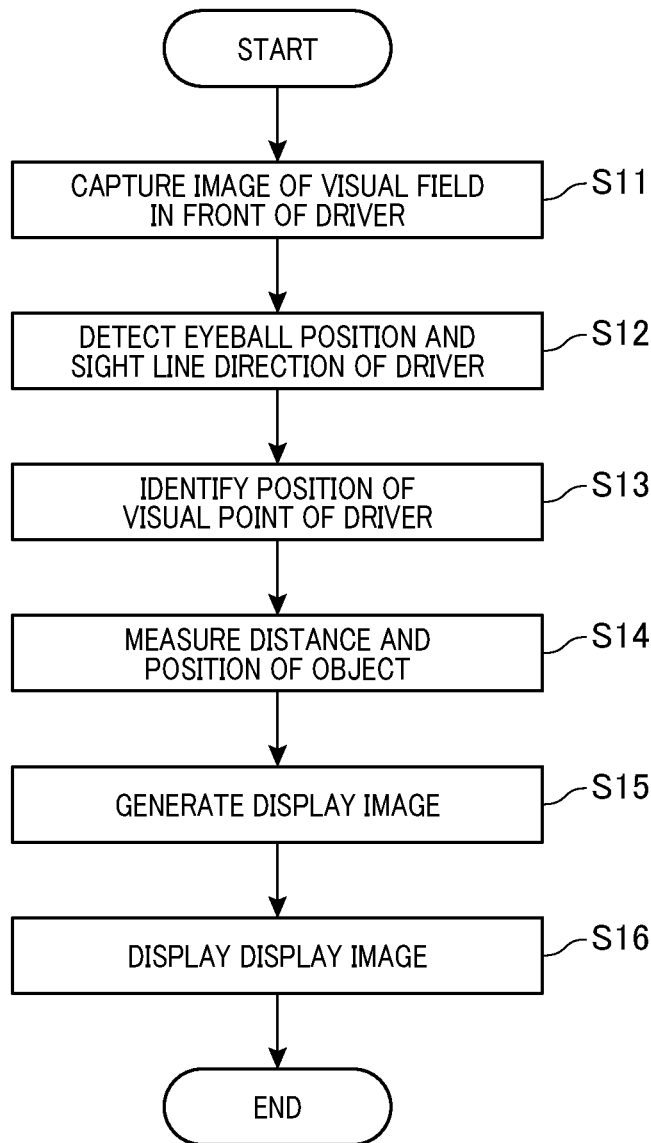 START
CAPTURE IMAGE OF VISUAL FIELD
IN FRONT OF DRIVER
S11
DETECT EYEBALL POSITION AND
SIGHT LINE DIRECTION OF DRIVER
S12
IDENTIFY POSITION OF
VISUAL POINT OF DRIVER
S13
MEASURE DISTANCE AND
POSITION OF OBJECT
S14
GENERATE DISPLAY IMAGE
S15
DISPLAY DISPLAY IMAGE
S16
END